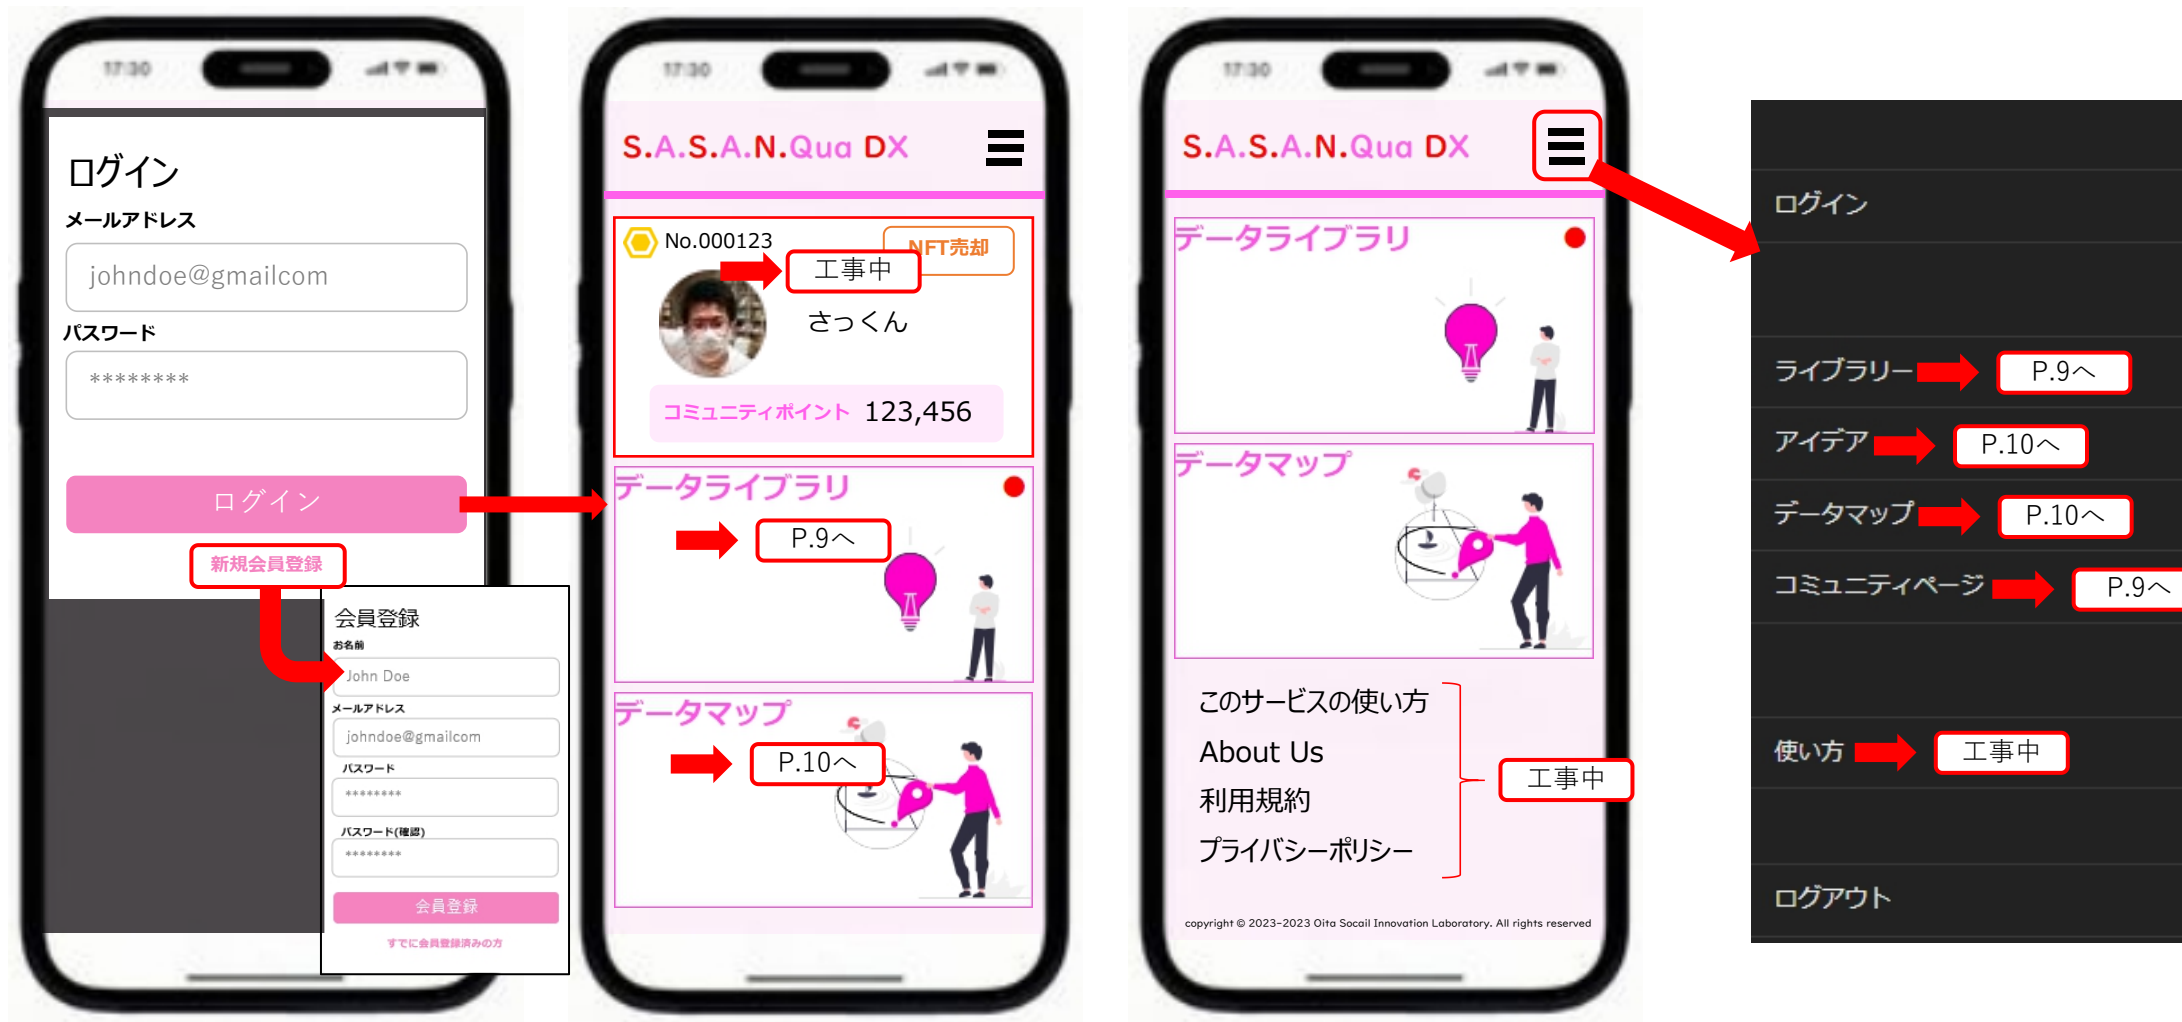 17:30
ログイン
メールアドレス
johndoe@gmailcom
パスワード
********
ログイン
新規会員登録
会員登録
お名前
John Doe
メールアドレス
johndoe@gmailcom
パスワード
********
パスワード(確認)
********
会員登録
すでに会員登録済みの方
17:30
S.A.S.A.N.Qua DX
No.000123
NFT売却
工事中
さっくん
コミュニティポイント 123,456
データライブラリ
P.9へ
データマップ
P.10へ
17:30
S.A.S.A.N.Qua DX
データライブラリ
データマップ
このサービスの使い方
About Us
利用規約
プライバシーポリシー
工事中
copyright © 2023-2023 Oita Socail Innovation Laboratory. All rights reserved
ログイン
ライブラリー P.9へ
アイデア P.10へ
データマップ P.10へ
コミュニティページ P.9へ
使い方 工事中
ログアウト